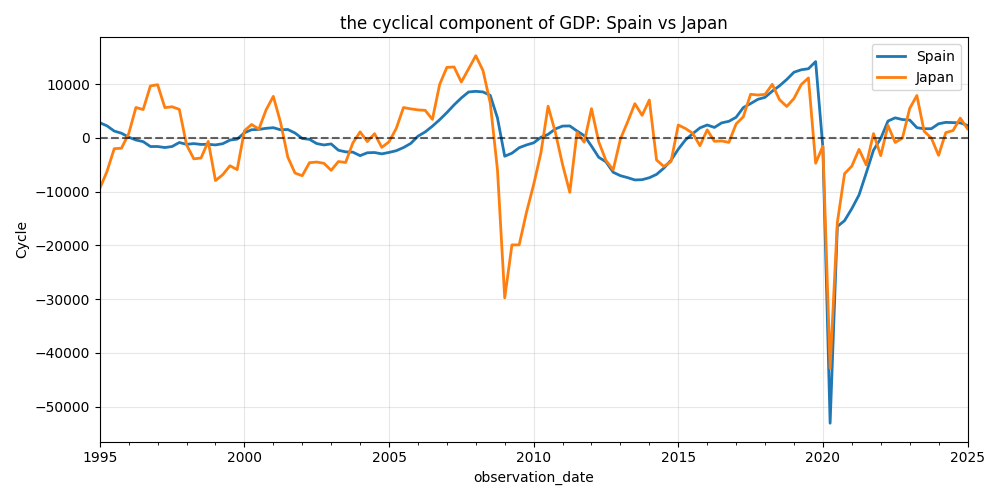 the cyclical component of GDP: Spain vs Japan
Spain
Japan
10000
0
−10000
−20000
−30000
−40000
−50000
Cycle
1995
2000
2005
2010
2015
2020
2025
observation_date